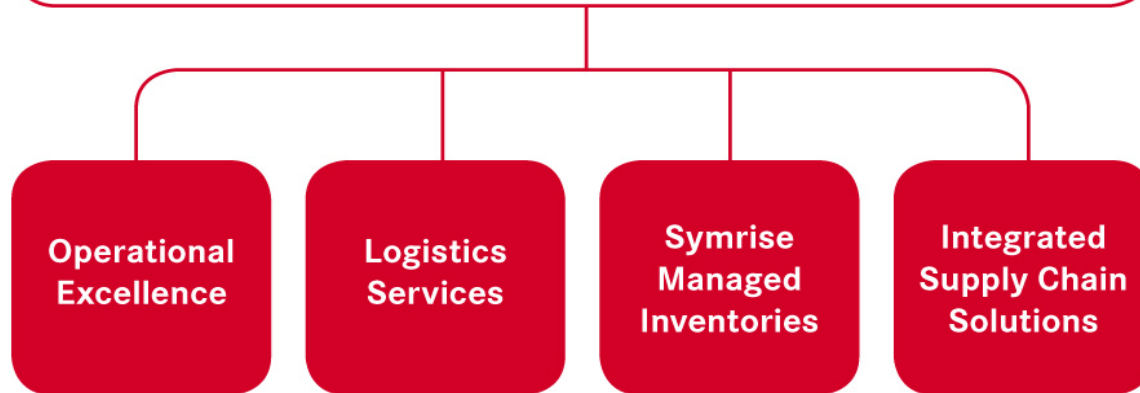 Operational
Excellence
Logistics
Services
Symrise
Managed
Inventories
Integrated
Supply Chain
Solutions